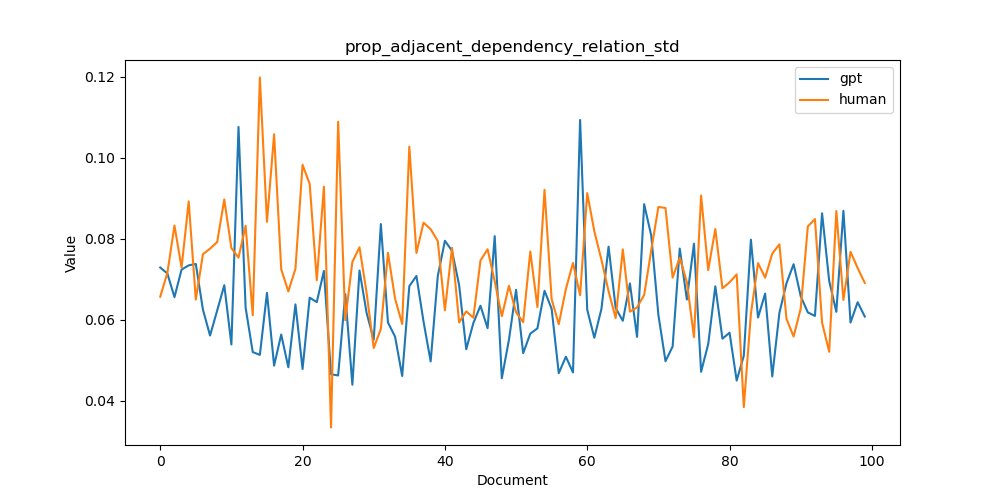 prop_adjacent_dependency_relation_std
gpt
human
0.12
0.10
0.08
0.06
0.04
Value
0 20 40 60 80 100
Document